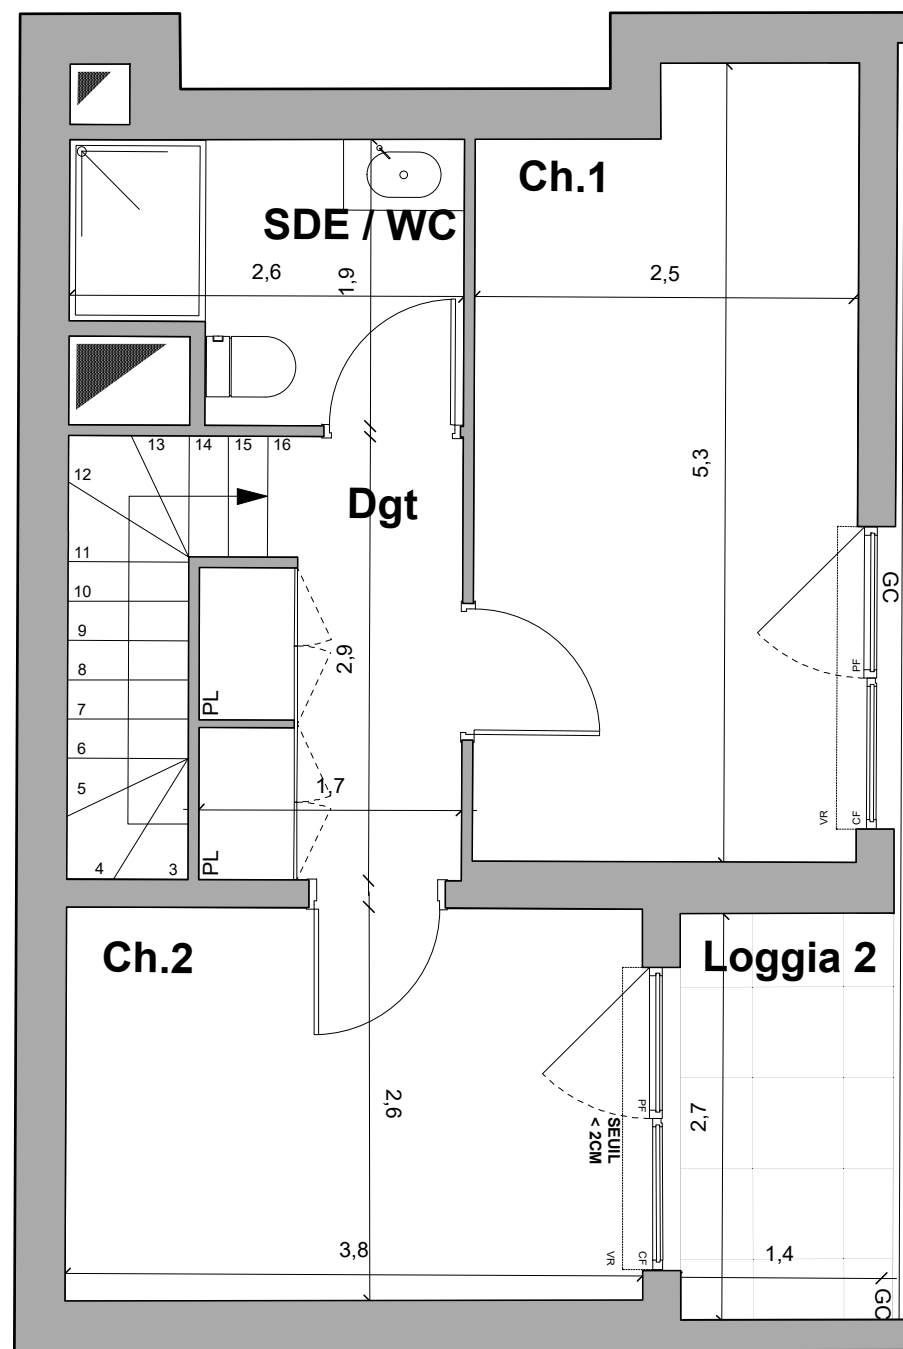 Ch.1
SDE / WC
2,6
1,9
2,5
13
14
15
16
12
Dgt
5,3
11
10
9
8
7
6
5
4
3
PL
PL
2,9
1,7
GC
PF
VR
CF
Ch.2
Loggia 2
2,6
PF
SEUIL
< 2CM
2,7
3,8
VR
CF
1,4
GC